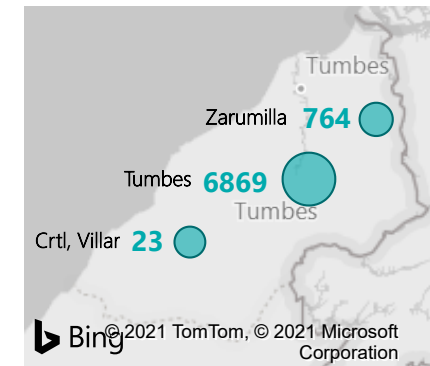 Tumbes
Zarumilla 764
Tumbes 6869
Tumbes
Crtl, Villar 23
Bing
©2021 TomTom, © 2021 Microsoft
Corporation